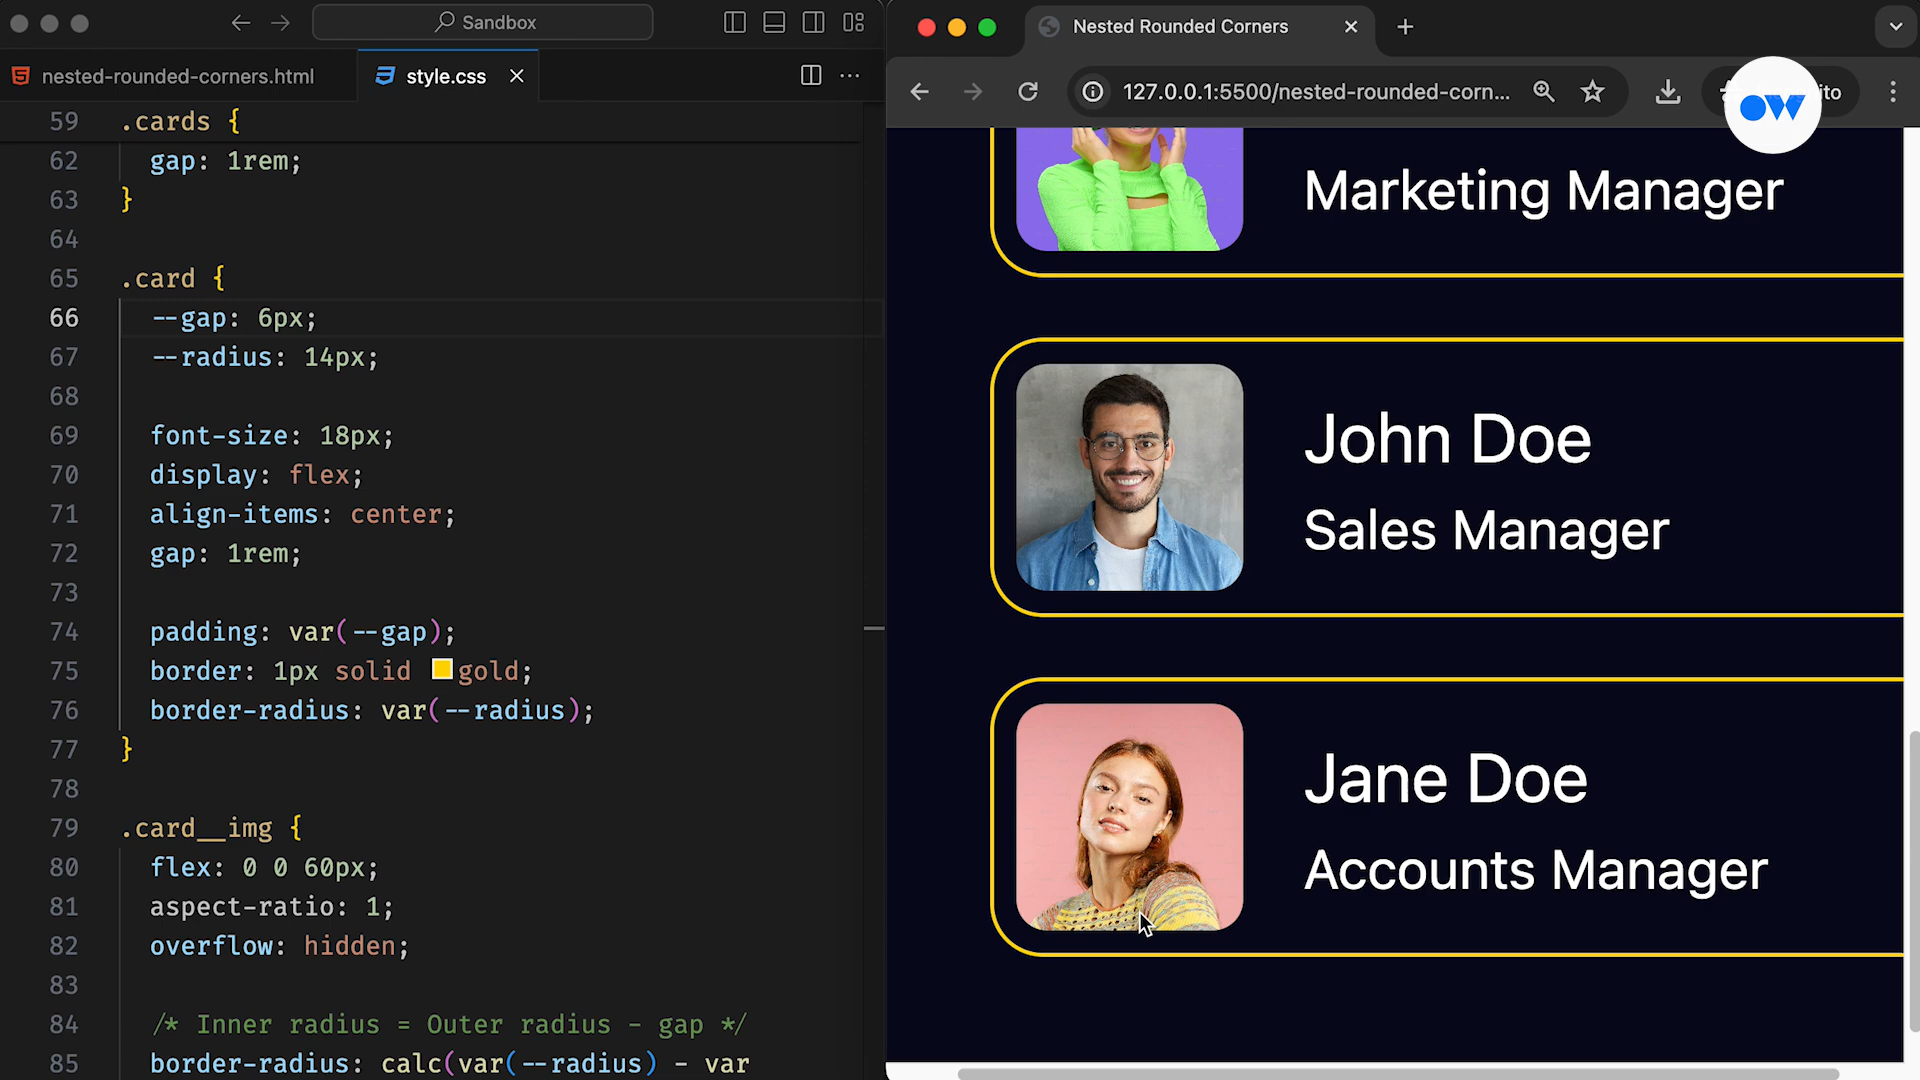 Sandbox
nested-rounded-corners.html
style.css
59 .cards {
62 gap: 1rem;
63 }
64
65 .card {
66 --gap: 6px;
67 --radius: 14px;
68
69 font-size: 18px;
70 display: flex;
71 align-items: center;
72 gap: 1rem;
73
74 padding: var(--gap);
75 border: 1px solid gold;
76 border-radius: var(--radius);
77 }
78
79 .card__img {
80 flex: 0 0 60px;
81 aspect-ratio: 1;
82 overflow: hidden;
83
84 /* Inner radius = Outer radius - gap */
85 border-radius: calc(var(--radius) - var
Nested Rounded Corners
127.0.0.1:5500/nested-rounded-corn...
ito
OW
Marketing Manager
John Doe
Sales Manager
Jane Doe
Accounts Manager